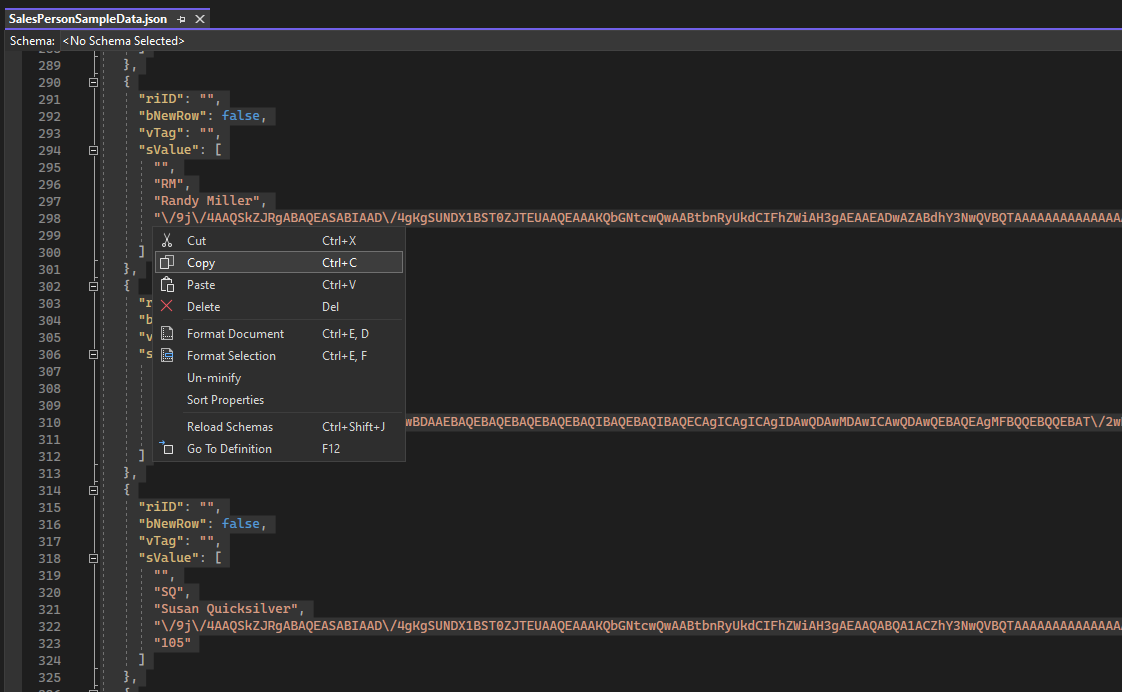 SalesPersonSampleData.json
Schema: <No Schema Selected>
289 },
290 {
291 "riID": "",
292 "bNewRow": false,
293 "vTag": "",
294 "sValue": [
295 "",
296 "RM",
297 "Randy Miller",
298 "\/9j\/4AAQSkZJRgABAQEASABIAAD\/4gKgSUNDX1BST0ZJTEUAAQEAAAKQbGNtcwQwAABtbnRyUkdCIFhZWiAH3gAEAAEADwAZABdhY3NwQVBQTAAAAAAAAAAAAAA
299
300 ]
301 },
302 {
303 "r
304 "b
305 "v
306 "s
307
308
309
310 wBDAAEBAQEBAQEBAQEBAQEBAQIBAQEBAQIBAQECAgICAgICAgIDAwQDAwMDAwICAwQDAwQEBAQEAgMFBQQEBQQEBAT\/2w
311
312 ]
313 },
314 {
315 "riID": "",
316 "bNewRow": false,
317 "vTag": "",
318 "sValue": [
319 "",
320 "SQ",
321 "Susan Quicksilver",
322 "\/9j\/4AAQSkZJRgABAQEASABIAAD\/4gKgSUNDX1BST0ZJTEUAAQEAAAKQbGNtcwQwAABtbnRyUkdCIFhZWiAH3gAEAAQABQA1ACZhY3NwQVBQTAAAAAAAAAAAAAA
323 "105"
324 ]
325 },
Cut Ctrl+X
Copy Ctrl+C
Paste Ctrl+V
Delete Del
Format Document Ctrl+E, D
Format Selection Ctrl+E, F
Un-minify
Sort Properties
Reload Schemas Ctrl+Shift+J
Go To Definition F12